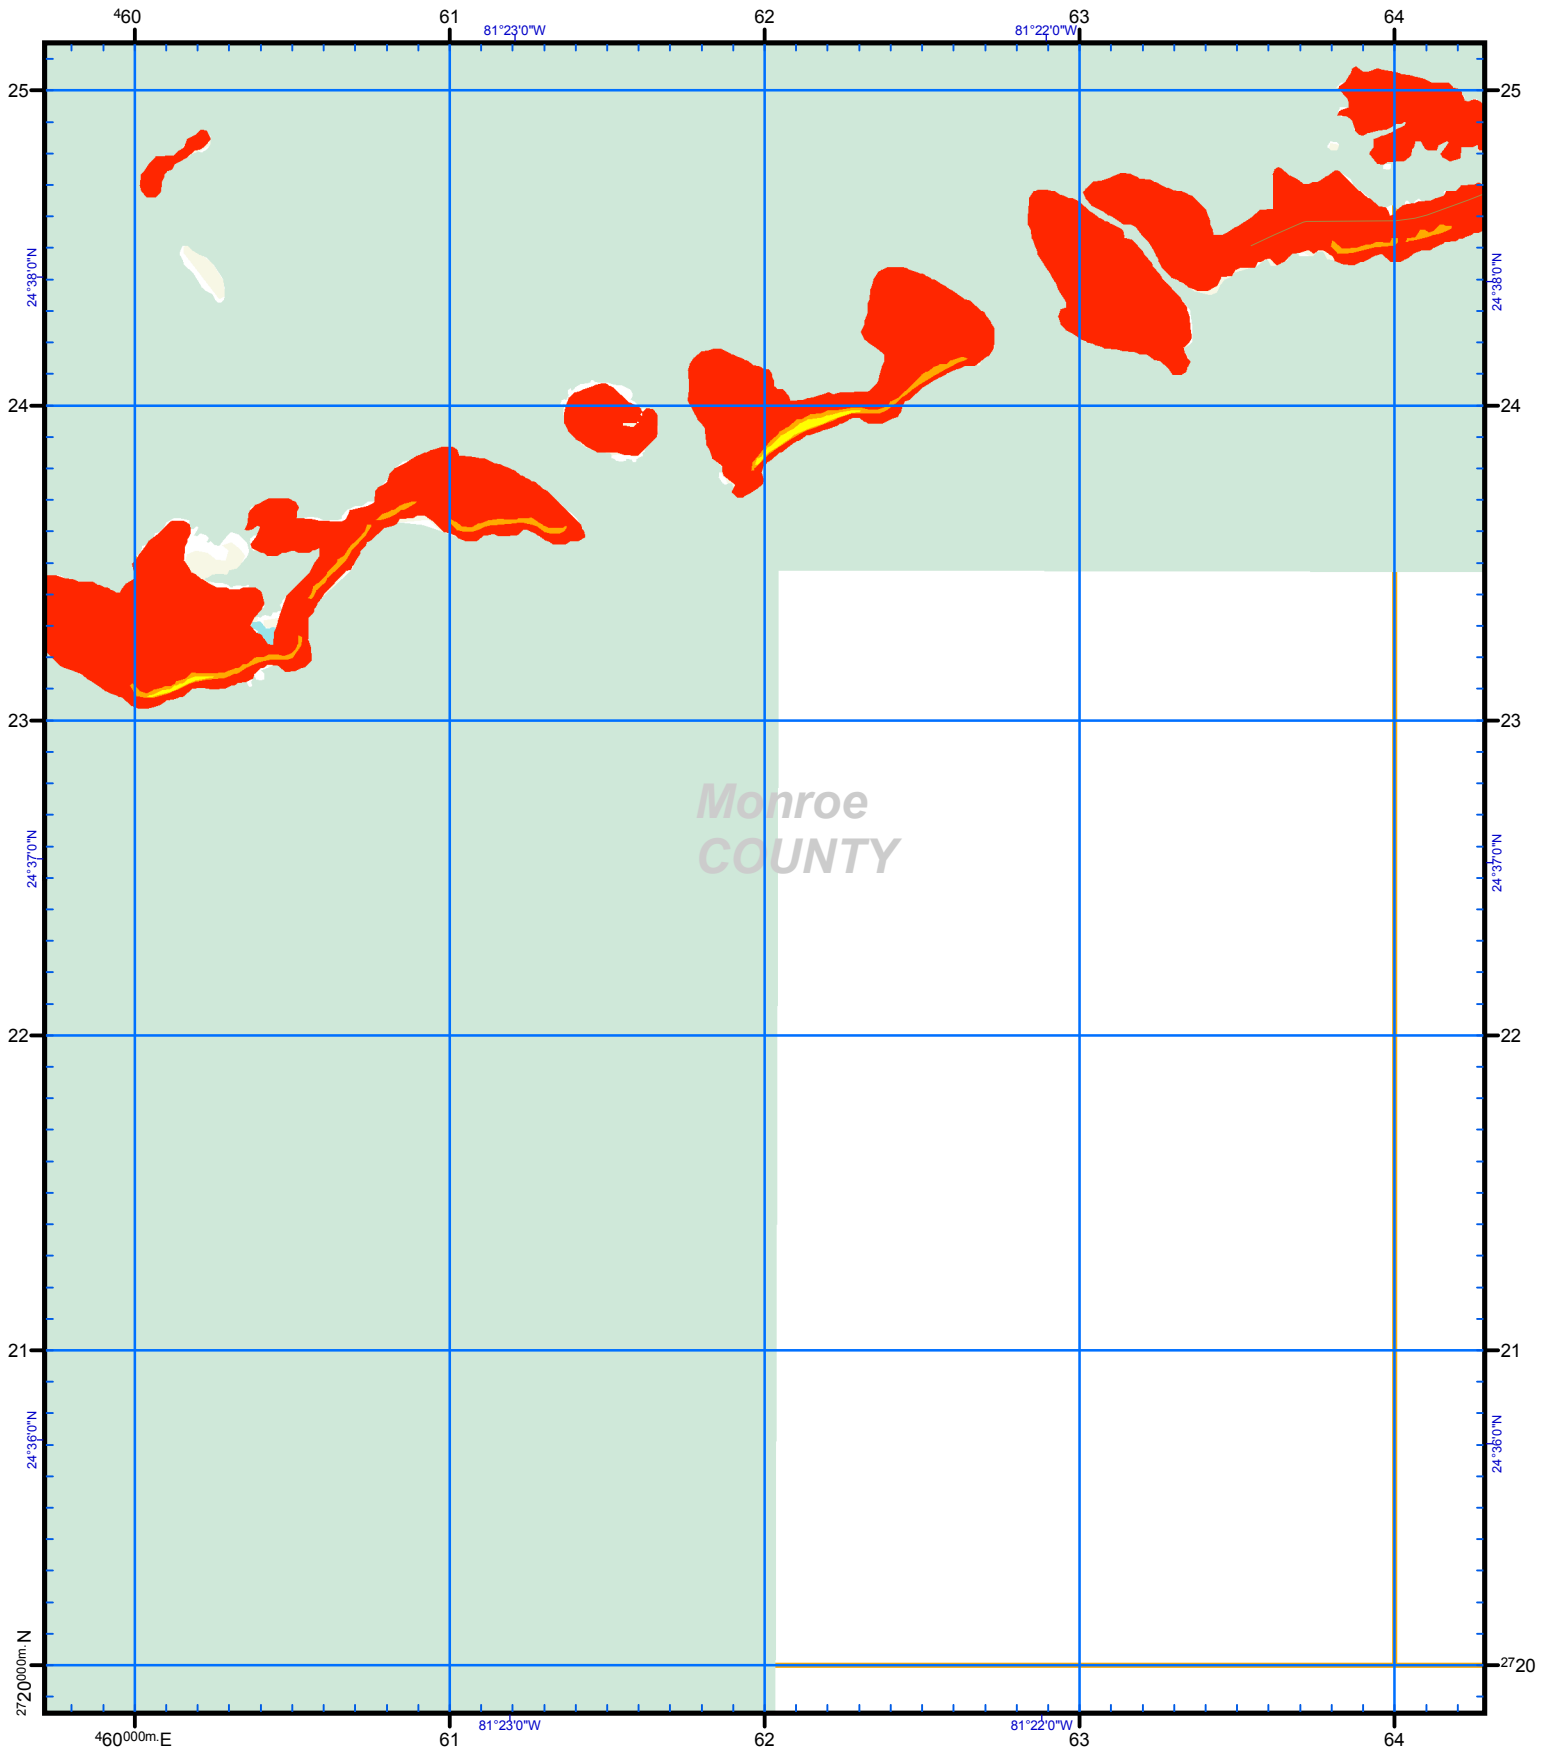 460 61 62 63 64
81°23'0"W 81°22'0"W
25 25
24°38'0"N 24°38'0"N
24 24
23 23
Monroe
COUNTY
24°37'0"N 24°37'0"N
22 22
21 21
24°36'0"N 24°36'0"N
2720000m.N 2720
81°23'0"W 81°22'0"W
460000m.E 61 62 63 64